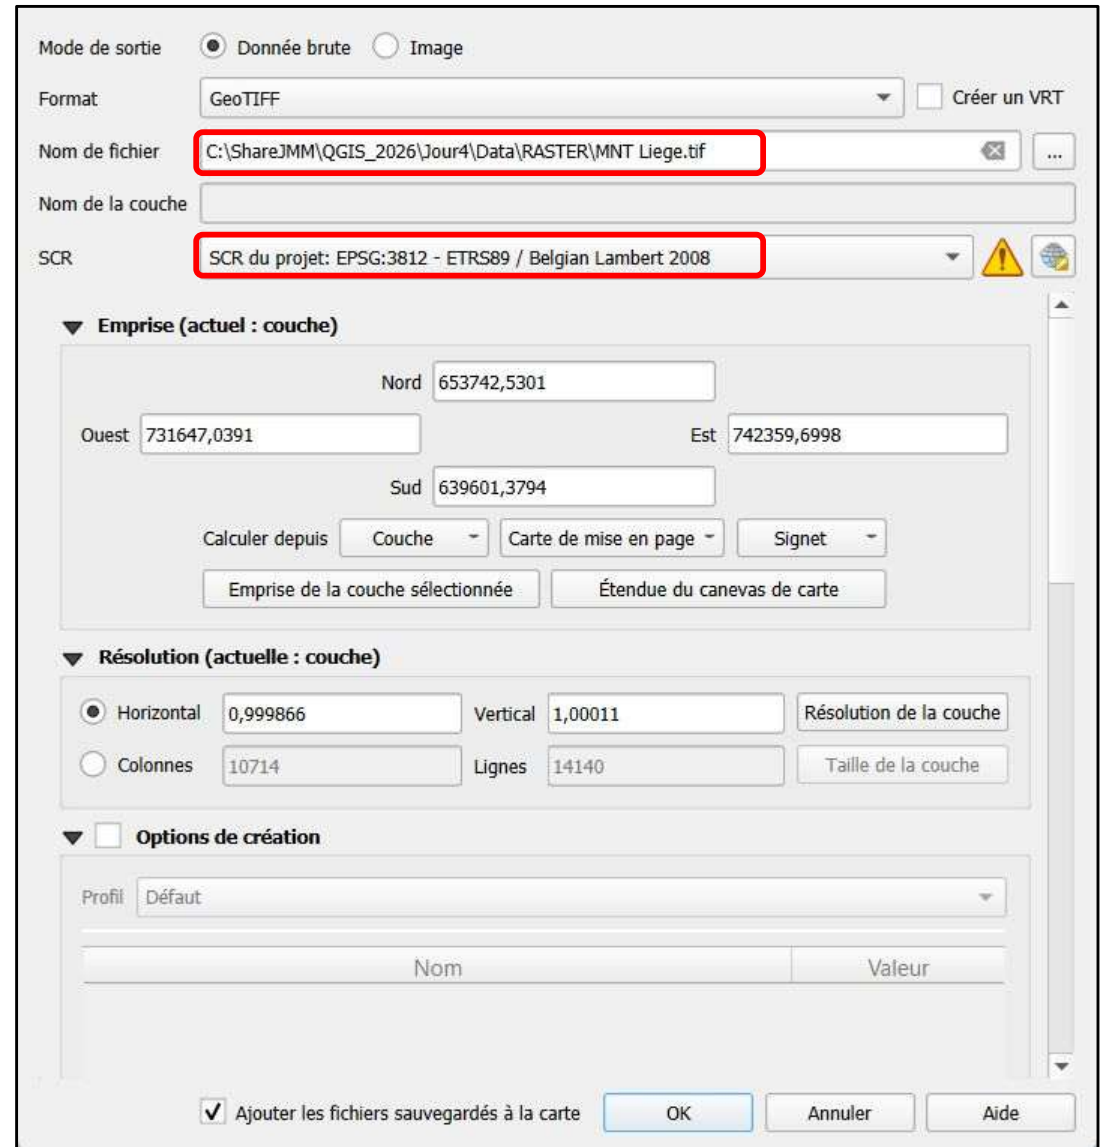 Mode de sortie Donnée brute Image
Format GeoTIFF Créer un VRT
Nom de fichier C:\ShareJMM\QGIS_2026\Jour4\Data\RASTER\MNT Liege.tif ...
Nom de la couche
SCR SCR du projet: EPSG:3812 - ETRS89 / Belgian Lambert 2008
Emprise (actuel : couche)
Nord 653742,5301
Ouest 731647,0391 Est 742359,6998
Sud 639601,3794
Calculer depuis Couche Carte de mise en page Signet
Emprise de la couche sélectionnée Étendue du canevas de carte
Résolution (actuelle : couche)
Horizontal 0,999866 Vertical 1,00011 Résolution de la couche
Colonnes 10714 Lignes 14140 Taille de la couche
Options de création
Profil Défaut
Nom Valeur
Ajouter les fichiers sauvegardés à la carte OK Annuler Aide